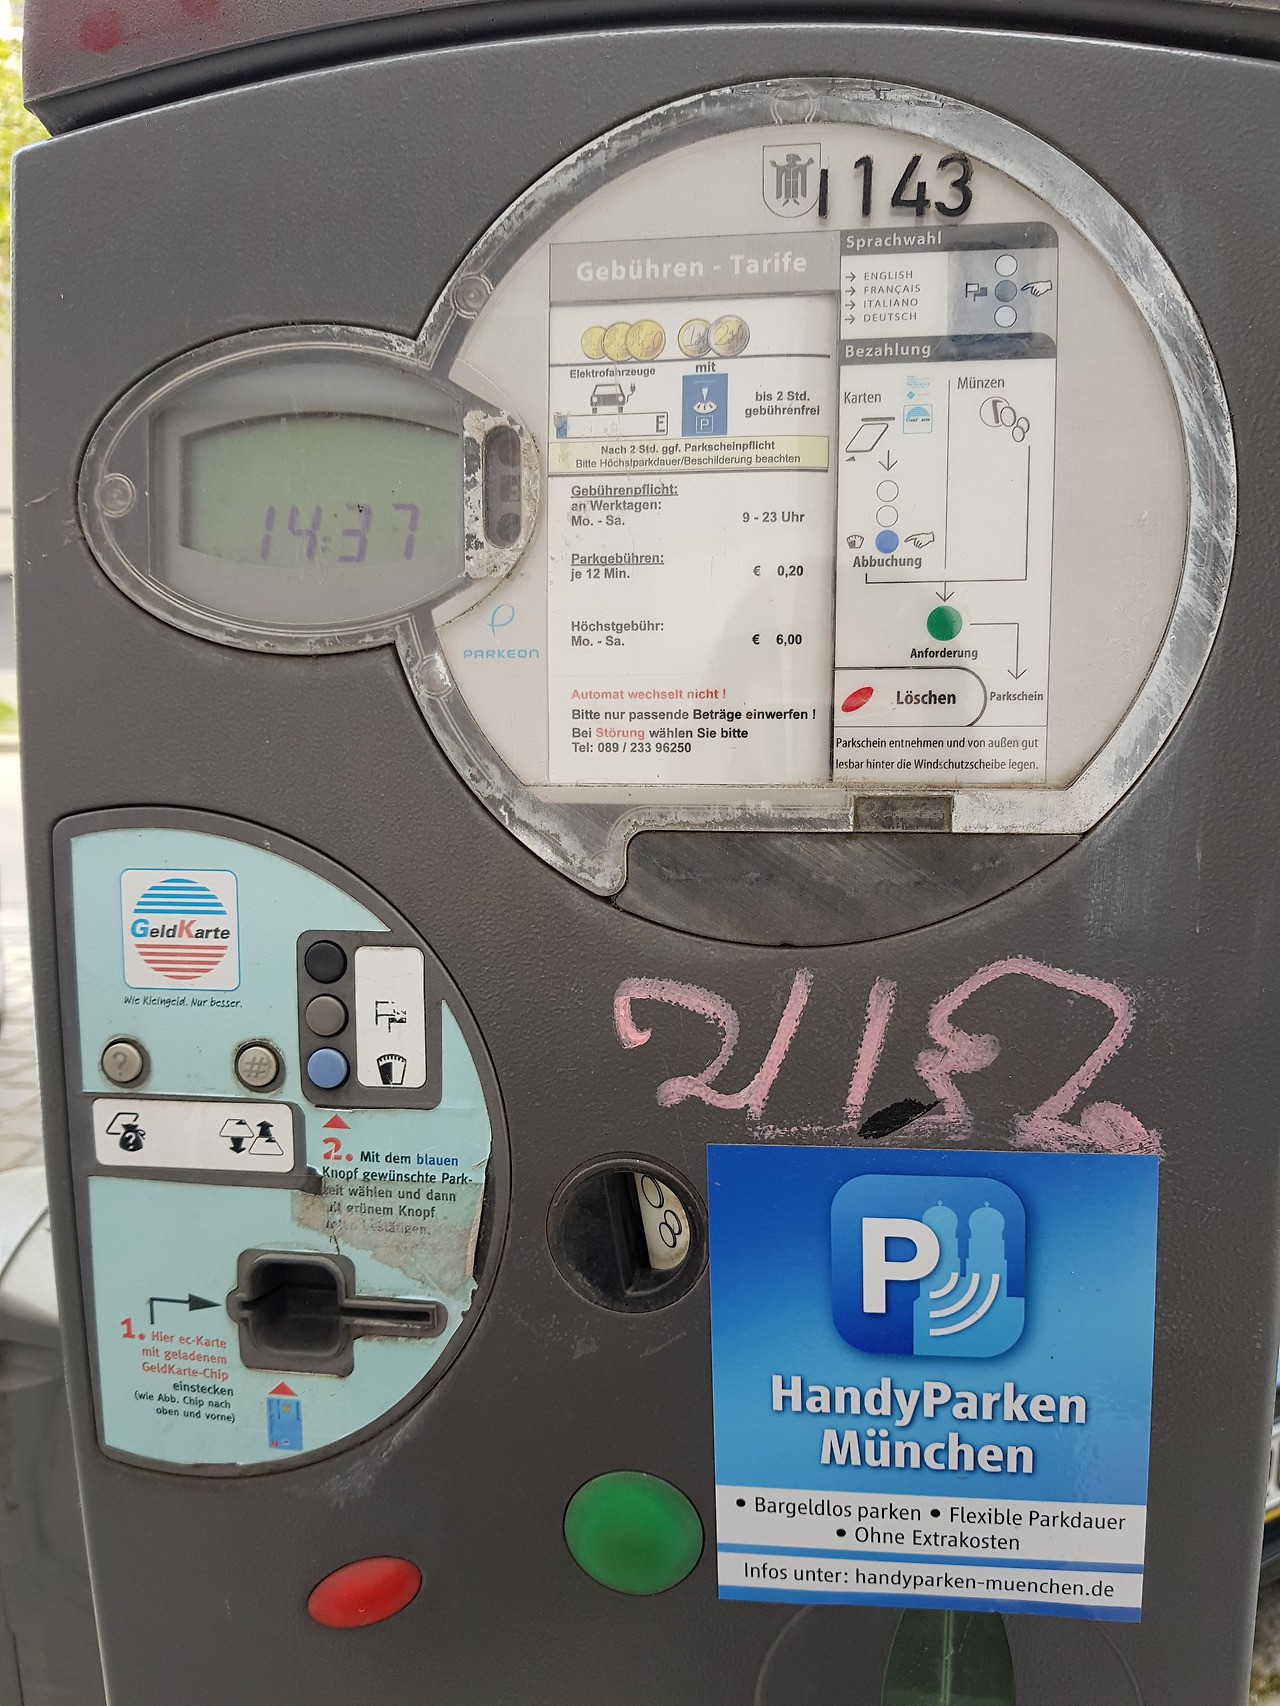 1143
Gebühren - Tarife
Elektrofahrzeuge
mit
bis 2 Std.
gebührenfrei
E
P
Nach 2 Std. ggf. Parkscheinpflicht
Bitte Höchstparkdauer/Beschilderung beachten
Gebührenpflicht:
an Werktagen:
Mo. - Sa. 9 - 23 Uhr
Parkgebühren:
je 12 Min. € 0,20
Höchstgebühr:
Mo. - Sa. € 6,00
Automat wechselt nicht !
Bitte nur passende Beträge einwerfen !
Bei Störung wählen Sie bitte
Tel: 089 / 233 96250
Sprachwahl
→ ENGLISH
→ FRANÇAIS
→ ITALIANO
→ DEUTSCH
Bezahlung
Karten
Münzen
Abbuchung
Anforderung
Löschen
Parkschein
Parkschein entnehmen und von außen gut
lesbar hinter die Windschutzscheibe legen.
14:37
PARKEON
GeldKarte
Wie Kleingeld. Nur besser.
?
#
2. Mit dem blauen
Knopf gewünschte Park-
zeit wählen und dann
mit grünem Knopf
bestätigen.
1. Hier ec-Karte
mit geladenem
GeldKarte-Chip
einstecken
(wie Abb. Chip nach
oben und vorne)
P
HandyParken
München
• Bargeldlos parken • Flexible Parkdauer
• Ohne Extrakosten
Infos unter: handyparken-muenchen.de